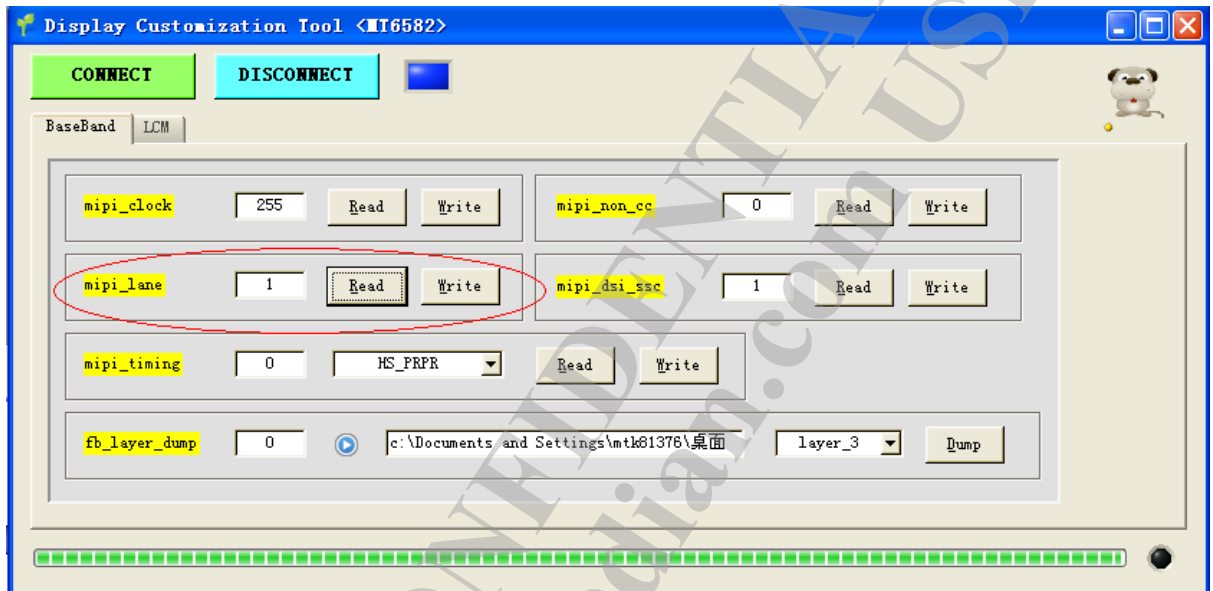 Display Customization Tool <MT6582>
CONNECT DISCONNECT
BaseBand LCM
mipi_clock 255 Read Write mipi_non_cc 0 Read Write
mipi_lane 1 Read Write mipi_dsi_ssc 1 Read Write
mipi_timing 0 HS_PRPR Read Write
fb_layer_dump 0 c:\Documents and Settings\mtk81376\桌面 layer_3 Dump